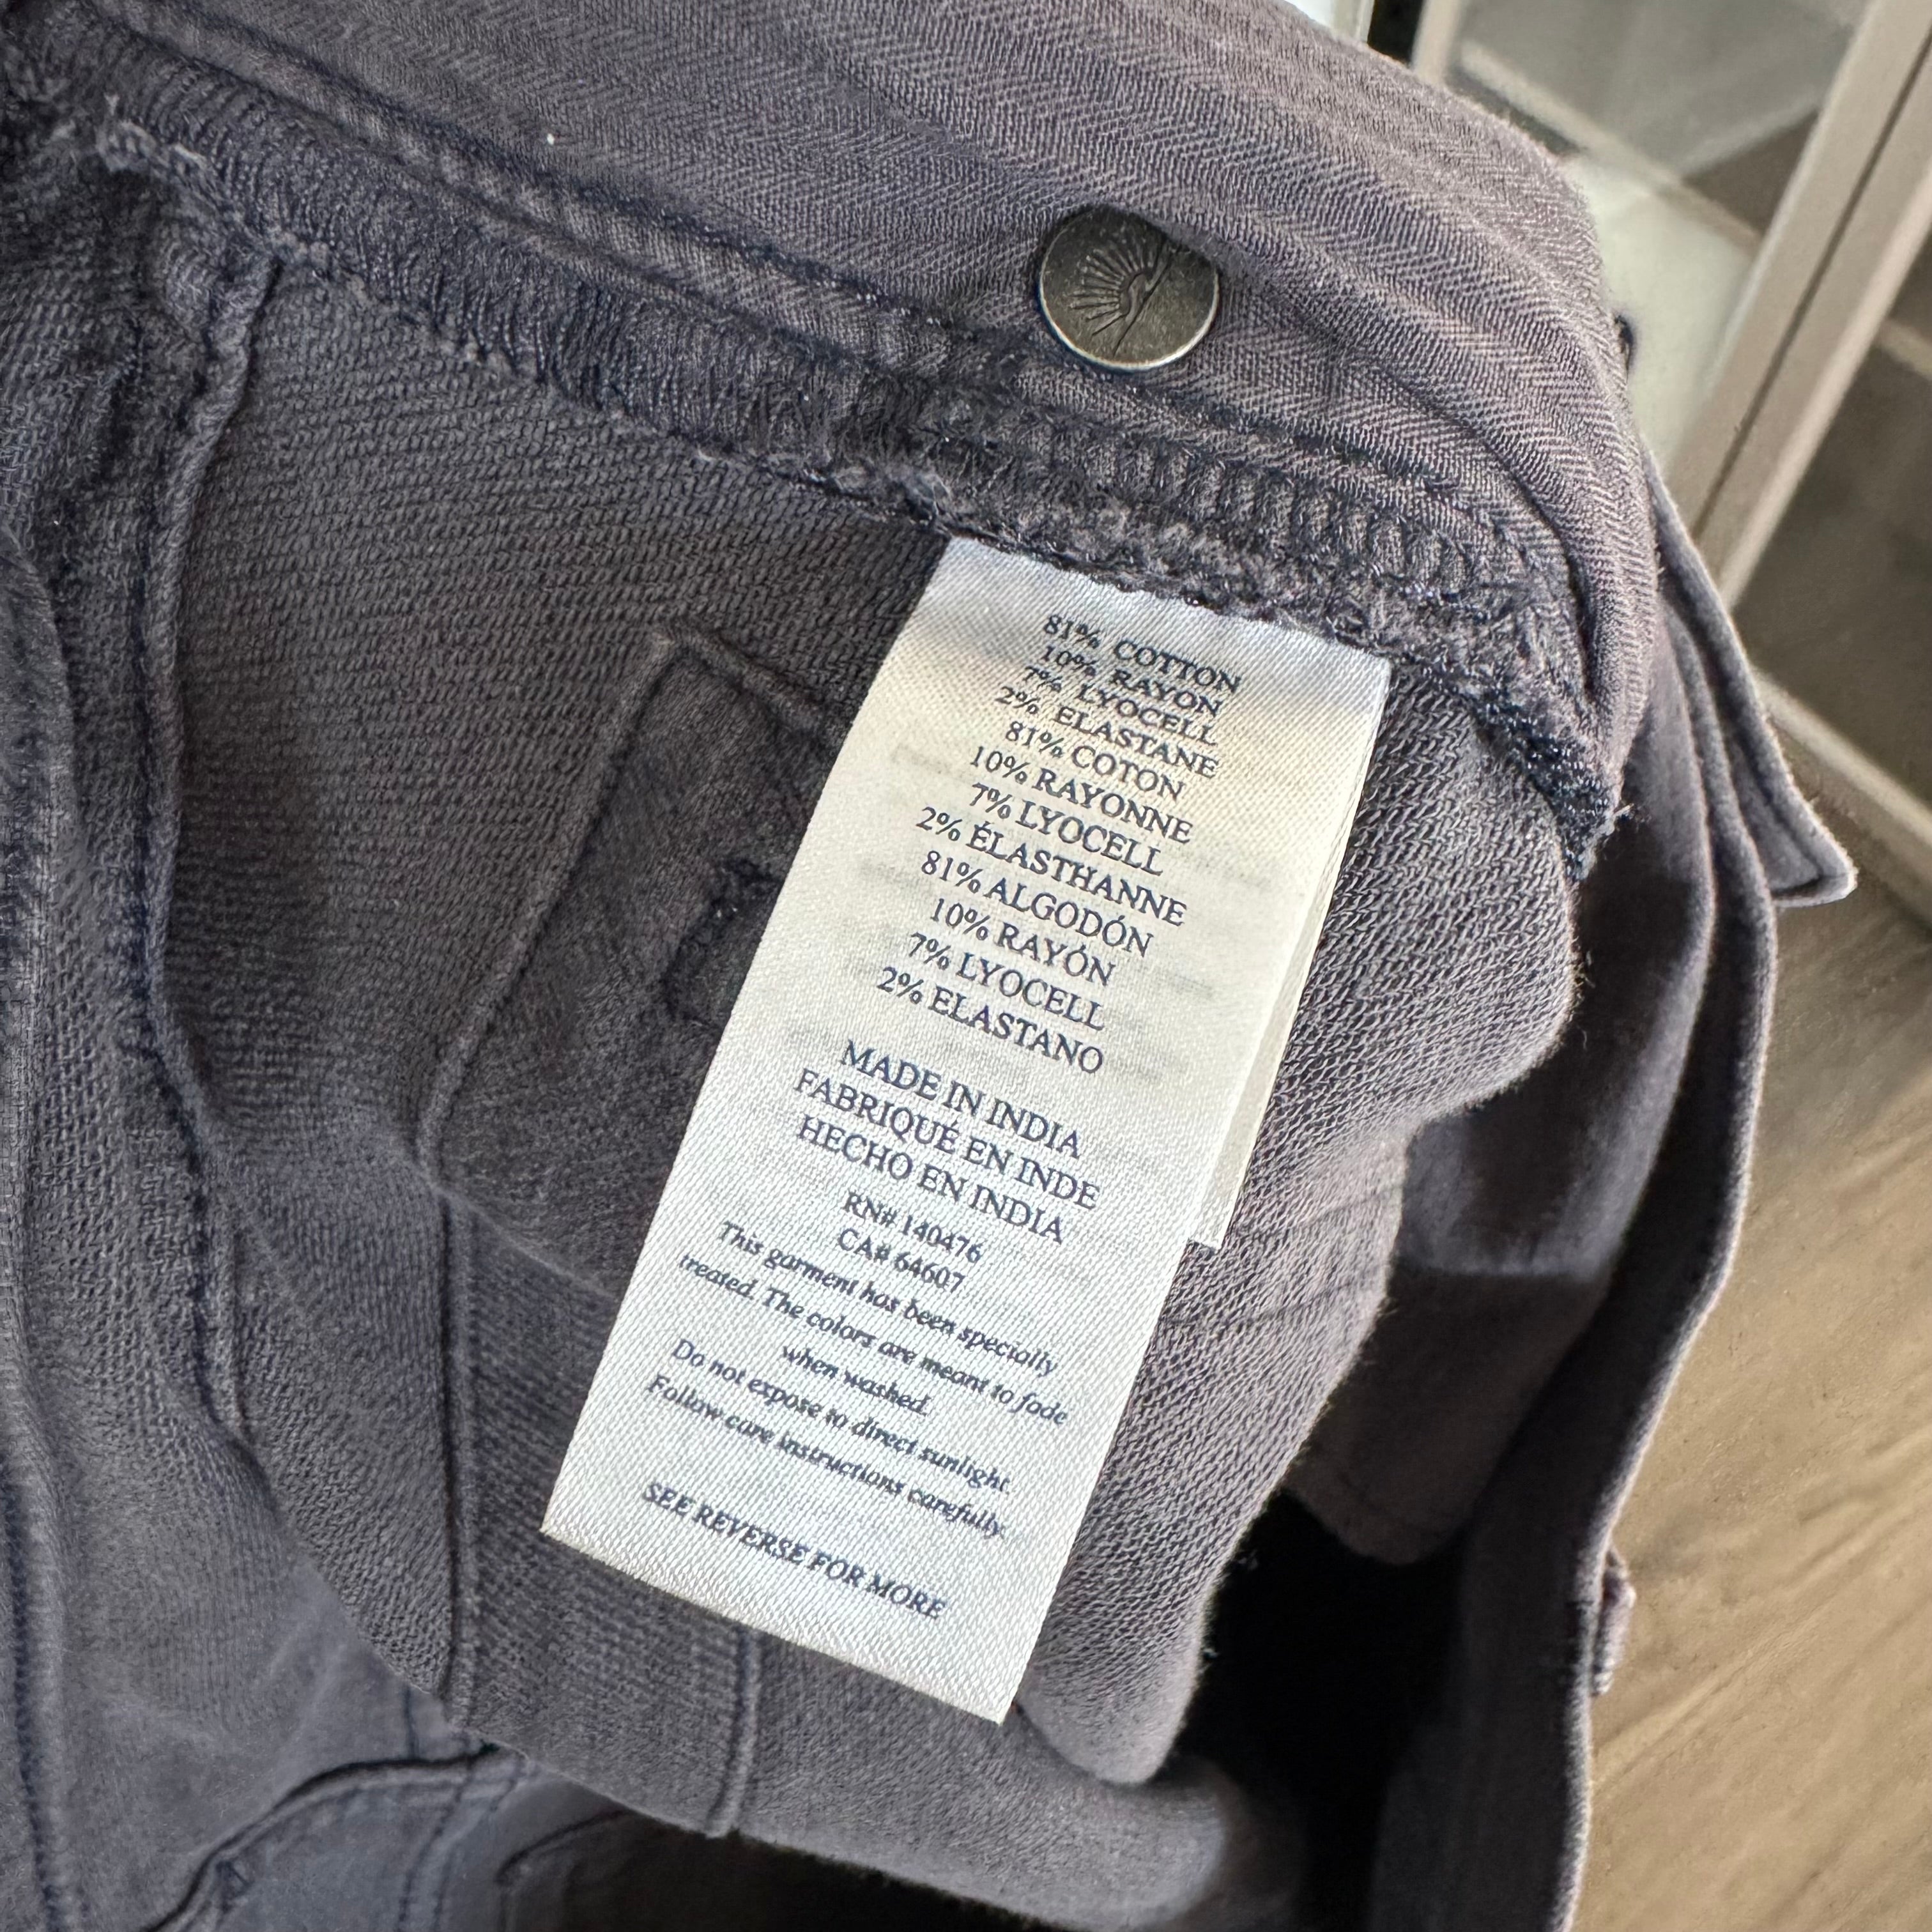 81% COTTON
10% RAYON
7% LYOCELL
2% ELASTANE
81% COTON
10% RAYONNE
7% LYOCELL
2% ÉLASTHANNE
81% ALGODÓN
10% RAYÓN
7% LYOCELL
2% ELASTANO
MADE IN INDIA
FABRIQUÉ EN INDE
HECHO EN INDIA
RN# 140476
CA# 64607
This garment has been specially
treated. The colors are meant to fade
when washed.
Do not expose to direct sunlight.
Follow care instructions carefully.
SEE REVERSE FOR MORE